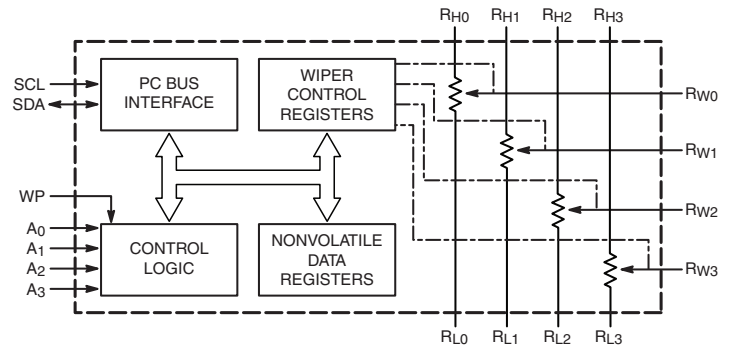 RH0 RH1 RH2 RH3
SCL
SDA
PC BUS
INTERFACE
WIPER
CONTROL
REGISTERS
RW0
RW1
WP
RW2
A0
A1
A2
A3
CONTROL
LOGIC
NONVOLATILE
DATA
REGISTERS
RW3
RL0 RL1 RL2 RL3